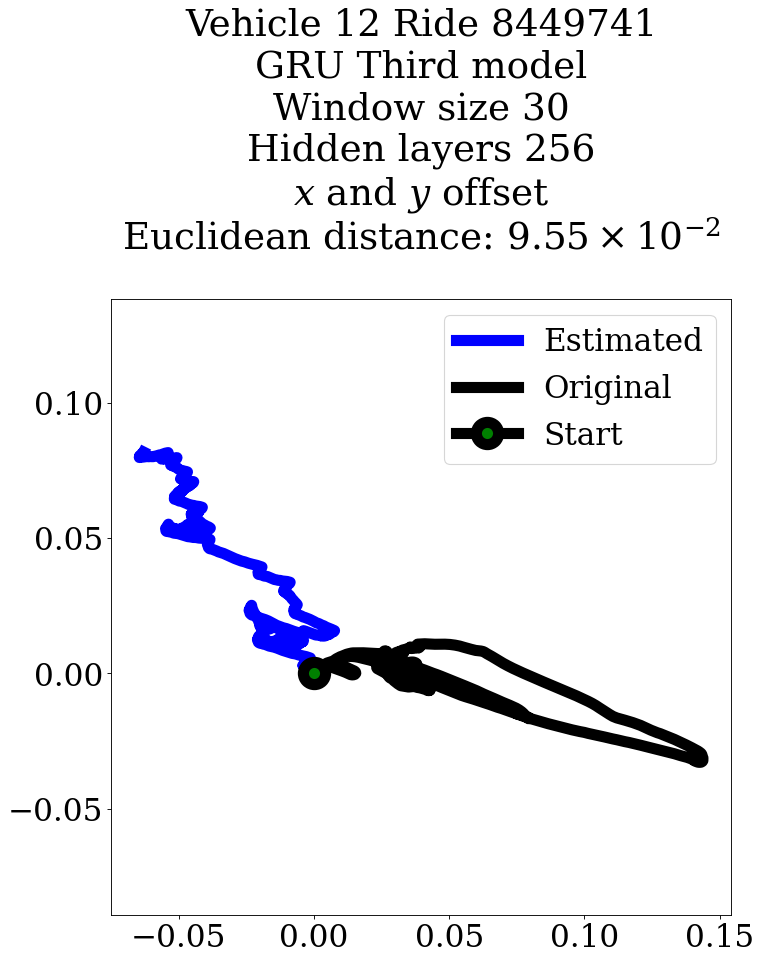 Vehicle 12 Ride 8449741
GRU Third model
Window size 30
Hidden layers 256
x and y offset
Euclidean distance: 9.55 × 10⁻²
Estimated
Original
Start
0.10
0.05
0.00
−0.05
−0.05 0.00 0.05 0.10 0.15